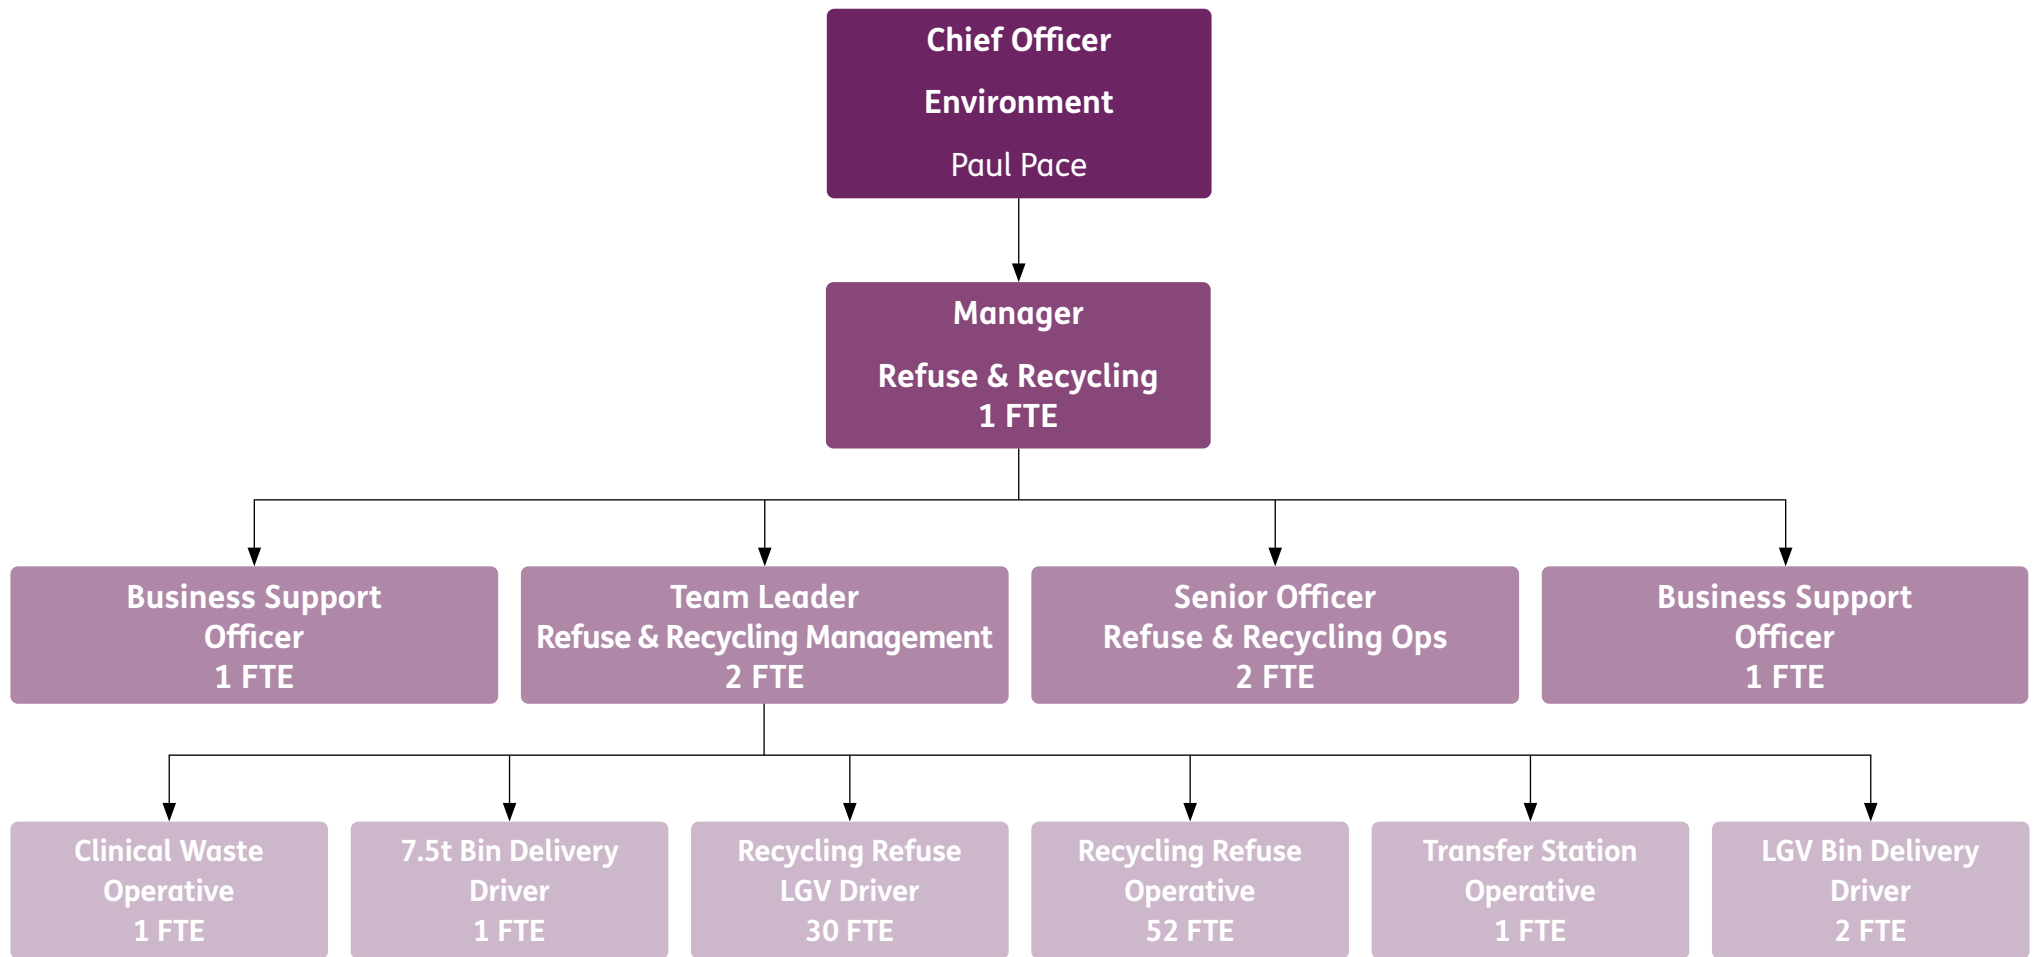 Chief Officer
Environment
Paul Pace
Manager
Refuse & Recycling
1 FTE
Business Support
Officer
1 FTE
Team Leader
Refuse & Recycling Management
2 FTE
Senior Officer
Refuse & Recycling Ops
2 FTE
Business Support
Officer
1 FTE
Clinical Waste
Operative
1 FTE
7.5t Bin Delivery
Driver
1 FTE
Recycling Refuse
LGV Driver
30 FTE
Recycling Refuse
Operative
52 FTE
Transfer Station
Operative
1 FTE
LGV Bin Delivery
Driver
2 FTE